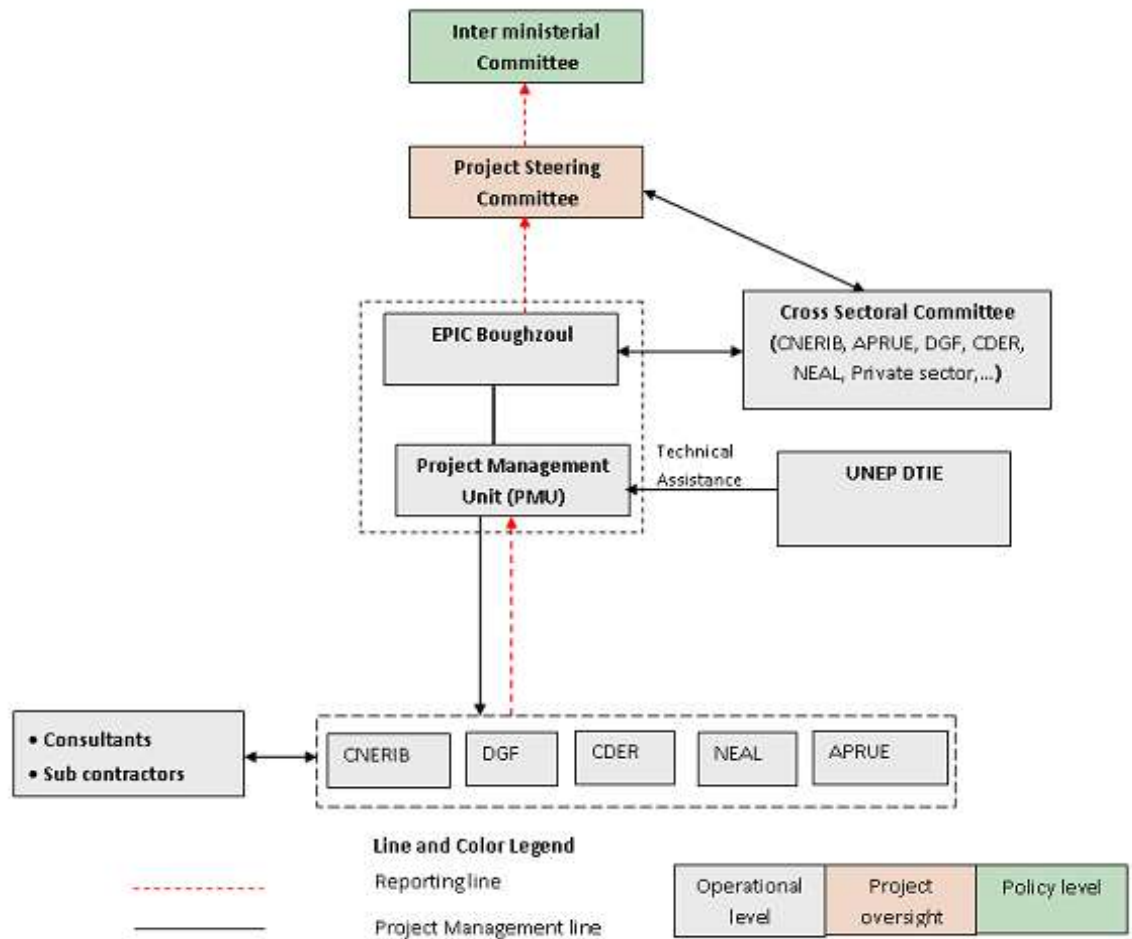 Inter ministerial
Committee
Project Steering
Committee
EPIC Boughzoul
Cross Sectoral Committee
(CNERIB, APRUE, DGF, CDER,
NEAL, Private sector,...)
Project Management
Unit (PMU)
Technical
Assistance
UNEP DTIE
• Consultants
• Sub contractors
CNERIB
DGF
CDER
NEAL
APRUE
Line and Color Legend
Reporting line
Project Management line
Operational
level
Project
oversight
Policy level